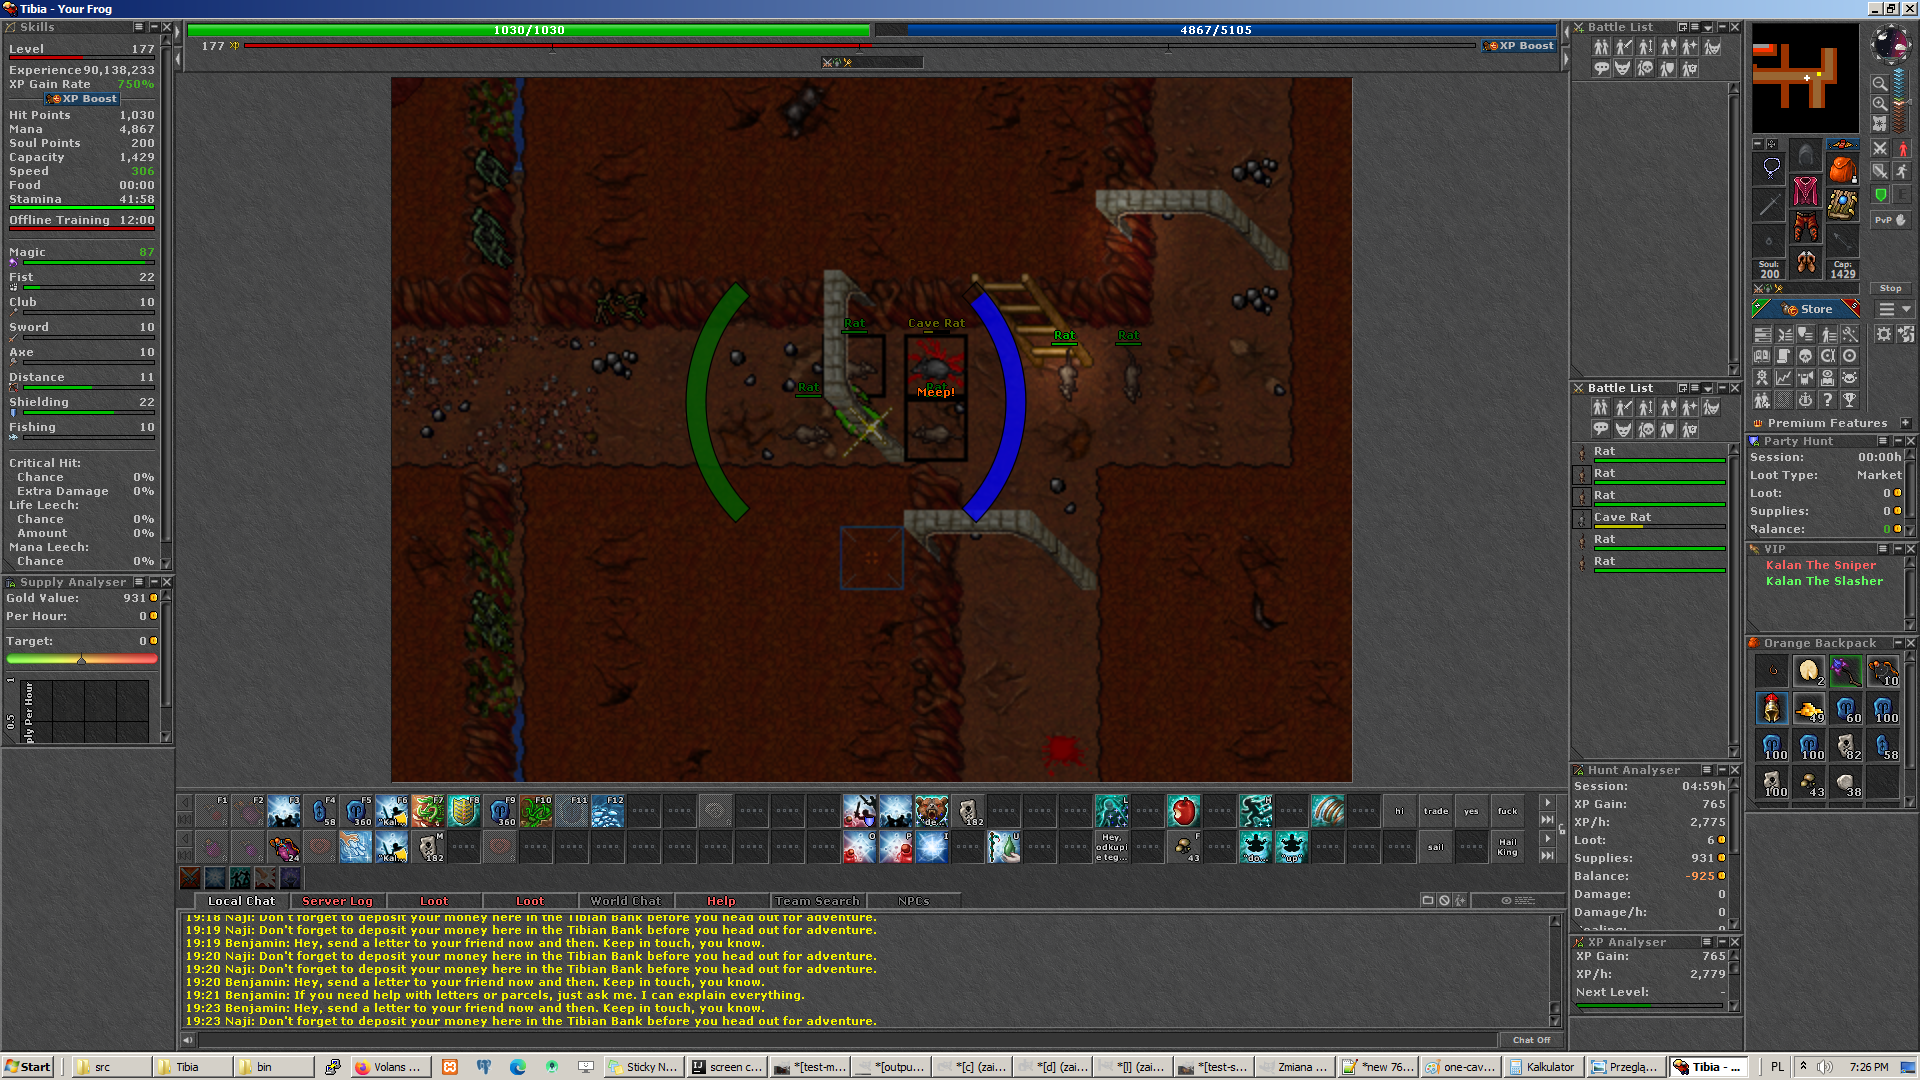 Tibia - Your Frog
Skills
Level 177
Experience 90,138,233
XP Gain Rate 750%
XP Boost
Hit Points 1,030
Mana 4,867
Soul Points 200
Capacity 1,429
Speed 306
Food 00:00
Stamina 41:58
Offline Training 12:00
Magic 87
Fist 22
Club 10
Sword 10
Axe 10
Distance 11
Shielding 22
Fishing 10
Critical Hit:
Chance 0%
Extra Damage 0%
Life Leech:
Chance 0%
Amount 0%
Mana Leech:
Chance 0%
Supply Analyser
Gold Value: 931
Per Hour: 0
Target: 0
1
0.5
ply Per Hour
1030/1030
4867/5105
177
XP Boost
Rat
Cave Rat
Rat
Rat
Rat
Meep!
F1 F2 F3 F4 F5 F6 F7 F8 F9 F10 F11 F12
58 360 "Kal... 360
"de... 182
L
hi trade yes fuck
24 "Kal... M 182
O P I U
Hey odkupi e teg...
F 43
"do... "up"
sail
Hail King
Local Chat Server Log Loot Loot World Chat Help Team Search NPCs
19:18 Naji: Don't forget to deposit your money here in the Tibian Bank before you head out for adventure.
19:19 Naji: Don't forget to deposit your money here in the Tibian Bank before you head out for adventure.
19:19 Benjamin: Hey, send a letter to your friend now and then. Keep in touch, you know.
19:20 Naji: Don't forget to deposit your money here in the Tibian Bank before you head out for adventure.
19:20 Naji: Don't forget to deposit your money here in the Tibian Bank before you head out for adventure.
19:20 Benjamin: Hey, send a letter to your friend now and then. Keep in touch, you know.
19:21 Benjamin: If you need help with letters or parcels, just ask me. I can explain everything.
19:23 Benjamin: Hey, send a letter to your friend now and then. Keep in touch, you know.
19:23 Naji: Don't forget to deposit your money here in the Tibian Bank before you head out for adventure.
Chat Off
Battle List
Battle List
Rat
Rat
Rat
Cave Rat
Rat
Rat
Hunt Analyser
Session: 04:59h
XP Gain: 765
XP/h: 2,775
Loot: 6
Supplies: 931
Balance: -925
Damage: 0
Damage/h: 0
XP Analyser
XP Gain: 765
XP/h: 2,779
Next Level: -
Soul: 200
Cap: 1429
PvP
Stop
Store
Premium Features
Party Hunt
Session: 00:00h
Loot Type: Market
Loot: 0
Supplies: 0
Balance: 0
VIP
Kalan The Sniper
Kalan The Slasher
Orange Backpack
2 10
49 60 100
100 100 82 58
100 43 38
Start
src
Tibia
bin
Volans ...
Sticky N...
screen c...
*[test-m...
*[outpu...
*[c] (zai...
*[d] (zai...
*[l] (zai...
*[test-s...
Zmiana ...
*new 76...
one-cav...
Kalkulator
Przeglą...
Tibia - ...
PL
7:26 PM